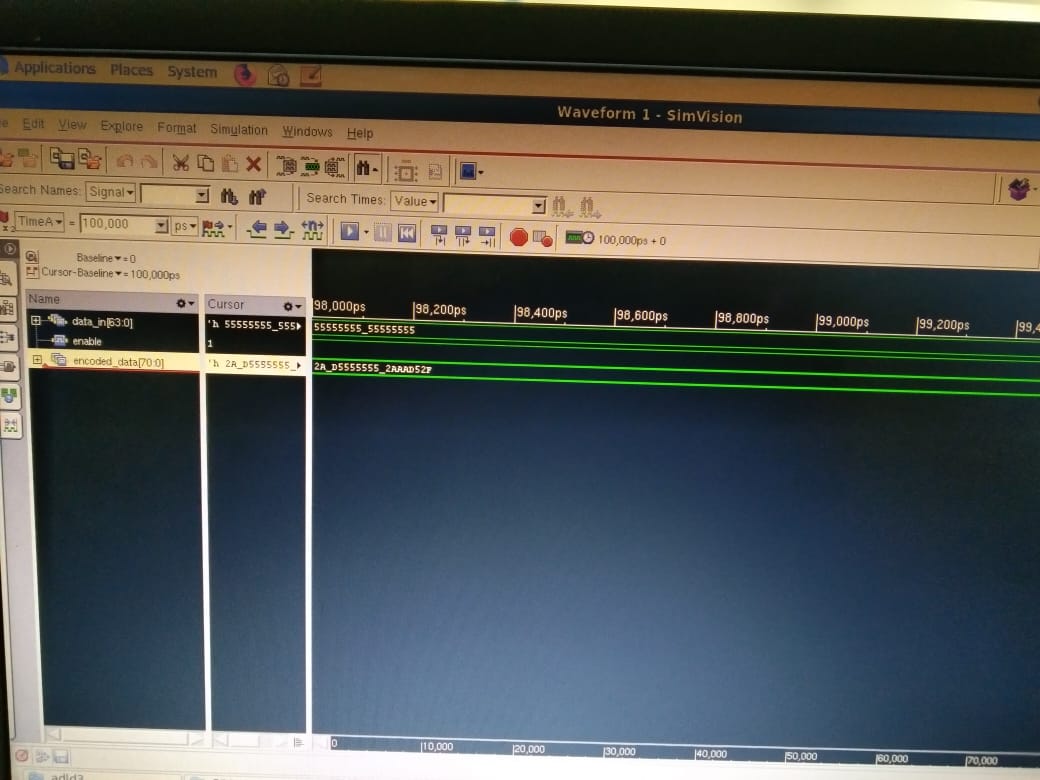 Applications Places System
Waveform 1 - SimVision
Edit View Explore Format Simulation Windows Help
Search Names: Signal
Search Times: Value
TimeA = 100,000 ps
100,000ps + 0
Baseline = 0
Cursor-Baseline = 100,000ps
Name
Cursor
98,000ps 98,200ps 98,400ps 98,600ps 98,800ps 99,000ps 99,200ps 99,4
data_in[63:0] 'h 55555555_555 55555555_55555555
enable 1
encoded_data[70:0] 'h 2A_D5555555_ 2A_D5555555_2AAAD52F
0 10,000 20,000 30,000 40,000 50,000 60,000 70,000